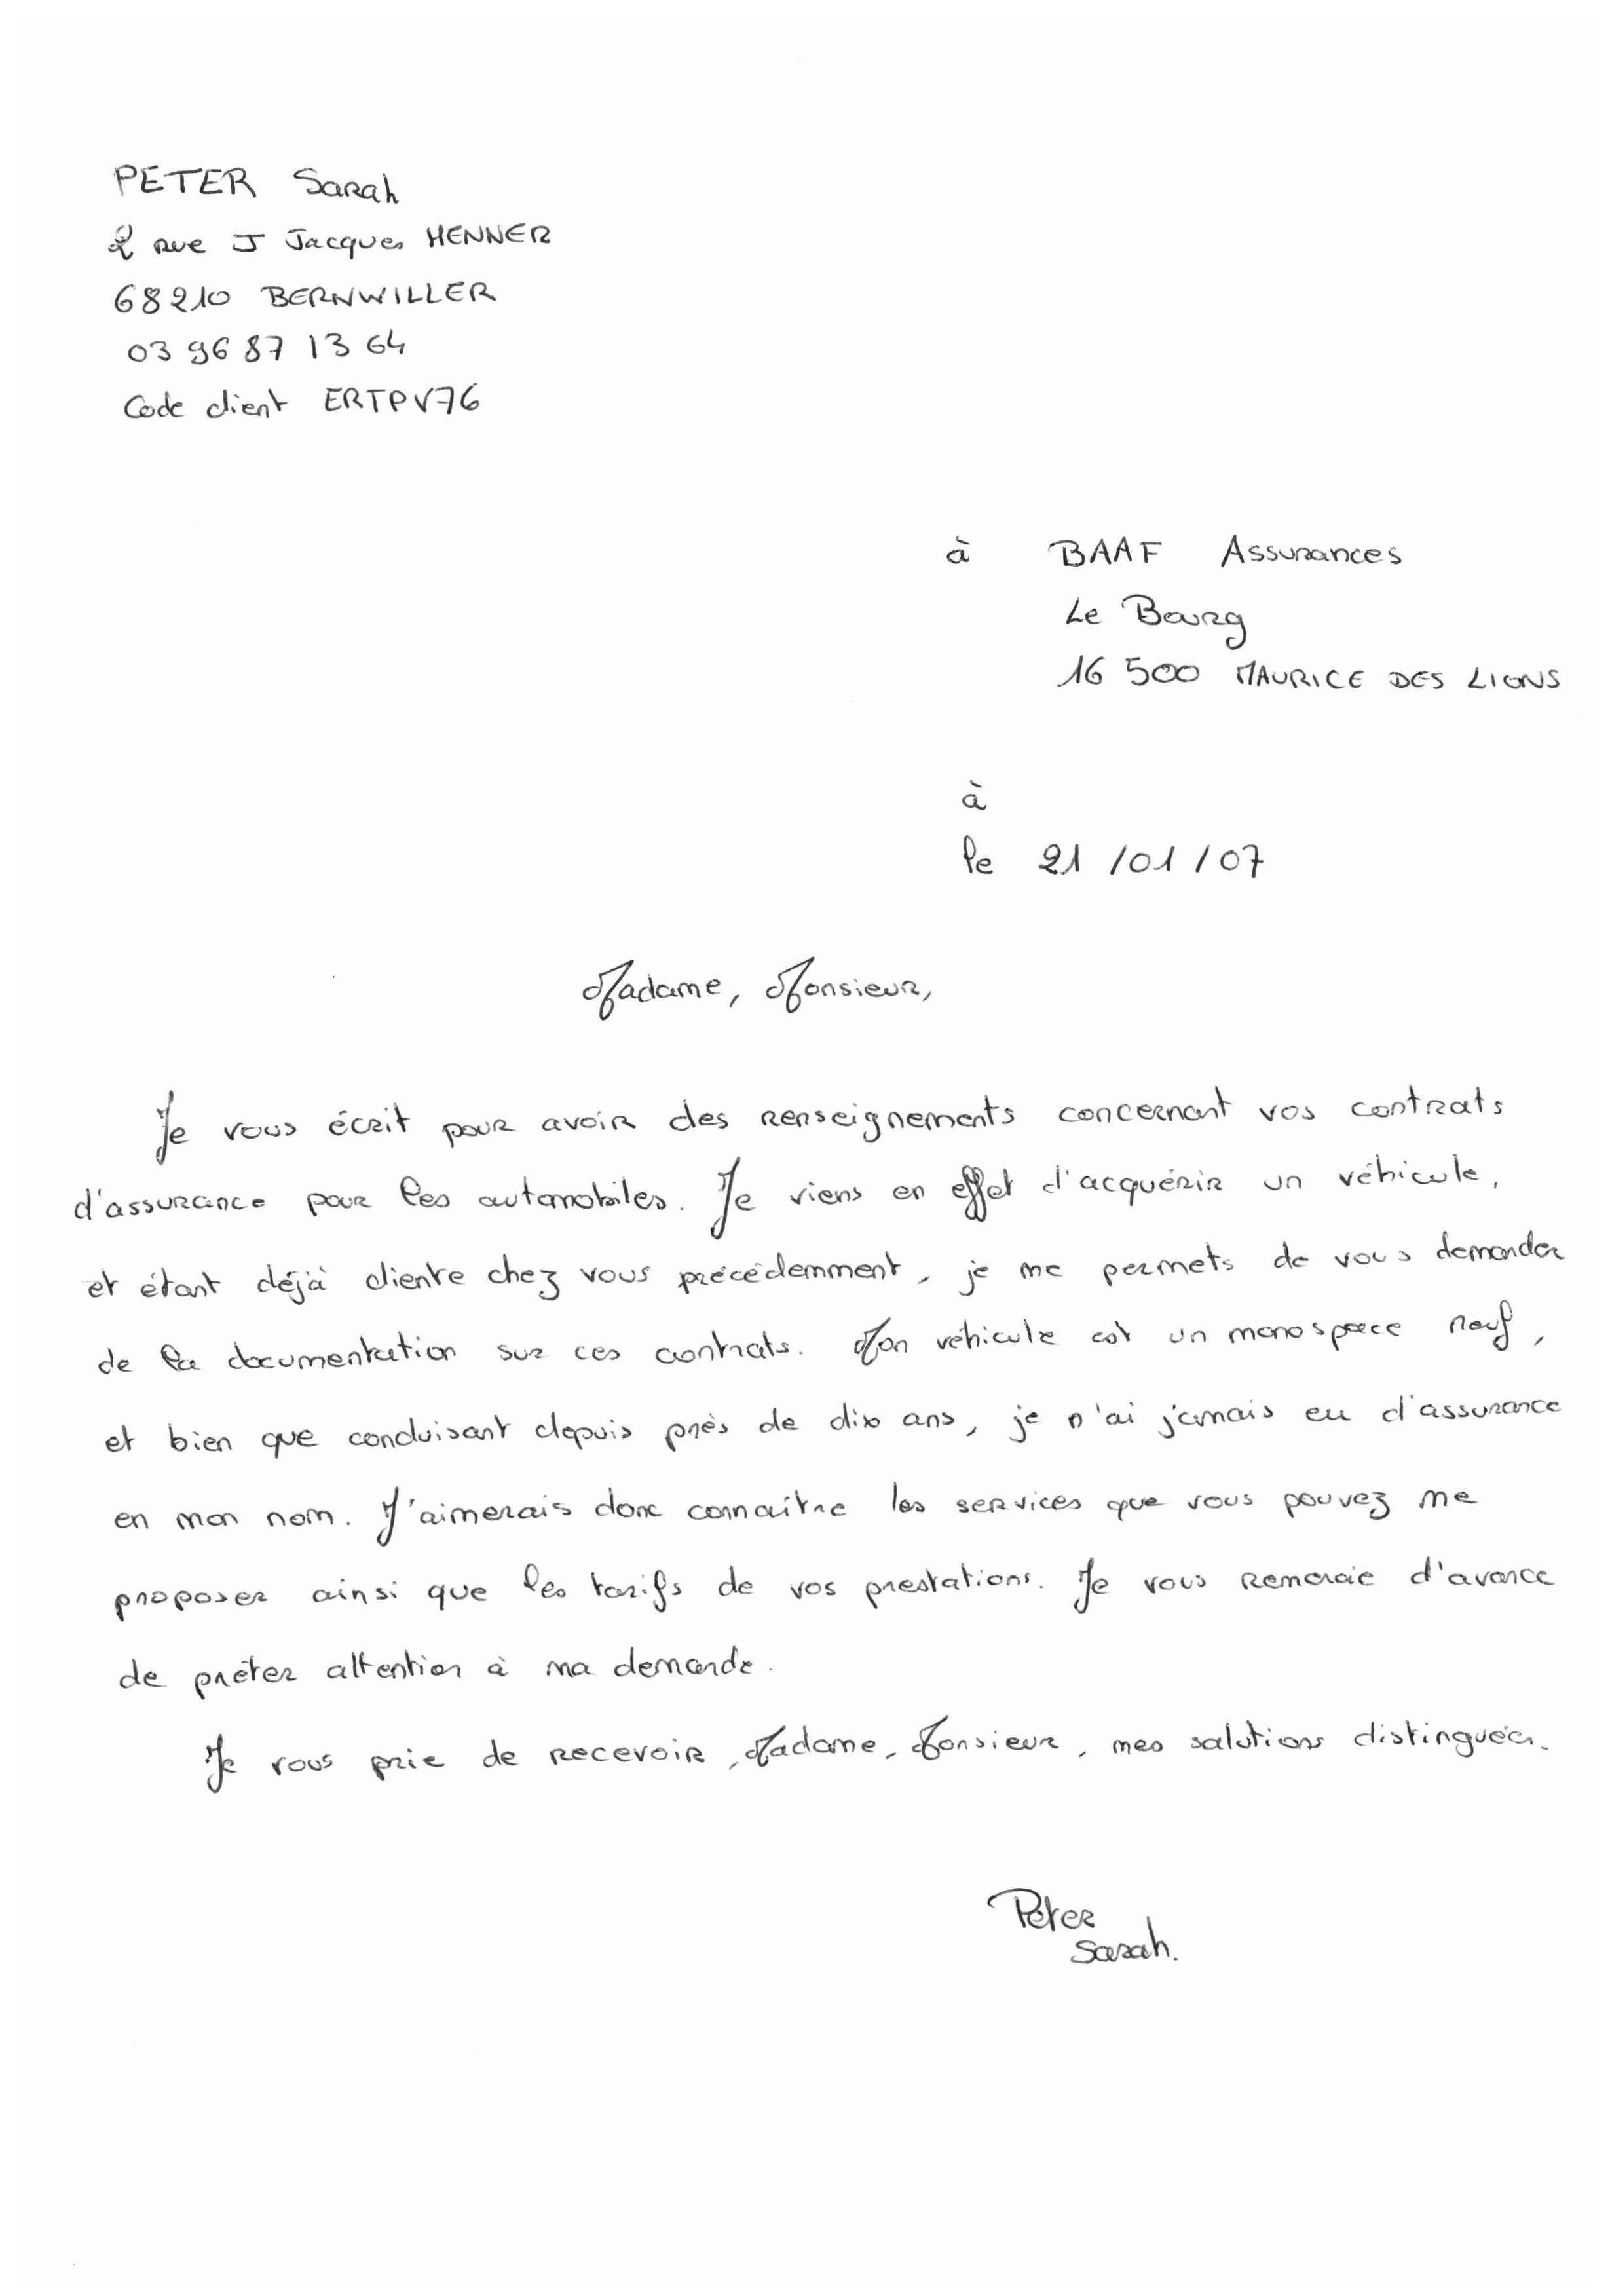 PETER Sarah
2 rue J Jacques HENNER
68210 BERNWILLER
03 96 87 13 64
Code client ERTPV76
à BAAF Assurances
Le Bourg
16 500 MAURICE DES LIONS
à
le 21 /01 / 07
Madame, Monsieur,
Je vous écrit pour avoir des renseignements concernant vos contrats
d'assurance pour les automobiles. Je viens en effet d'acquérir un véhicule,
et étant déjà cliente chez vous précédemment, je me permets de vous demander
de la documentation sur ces contrats. Mon véhicule est un monospace neuf,
et bien que conduisant depuis près de dix ans, je n'ai jamais eu d'assurance
en mon nom. J'aimerais donc connaître les services que vous pouvez me
proposer ainsi que les tarifs de vos prestations. Je vous remercie d'avance
de prêter attention à ma demande.
Je vous prie de recevoir, Madame, Monsieur, mes salutions distinguées.
Peter
Sarah.